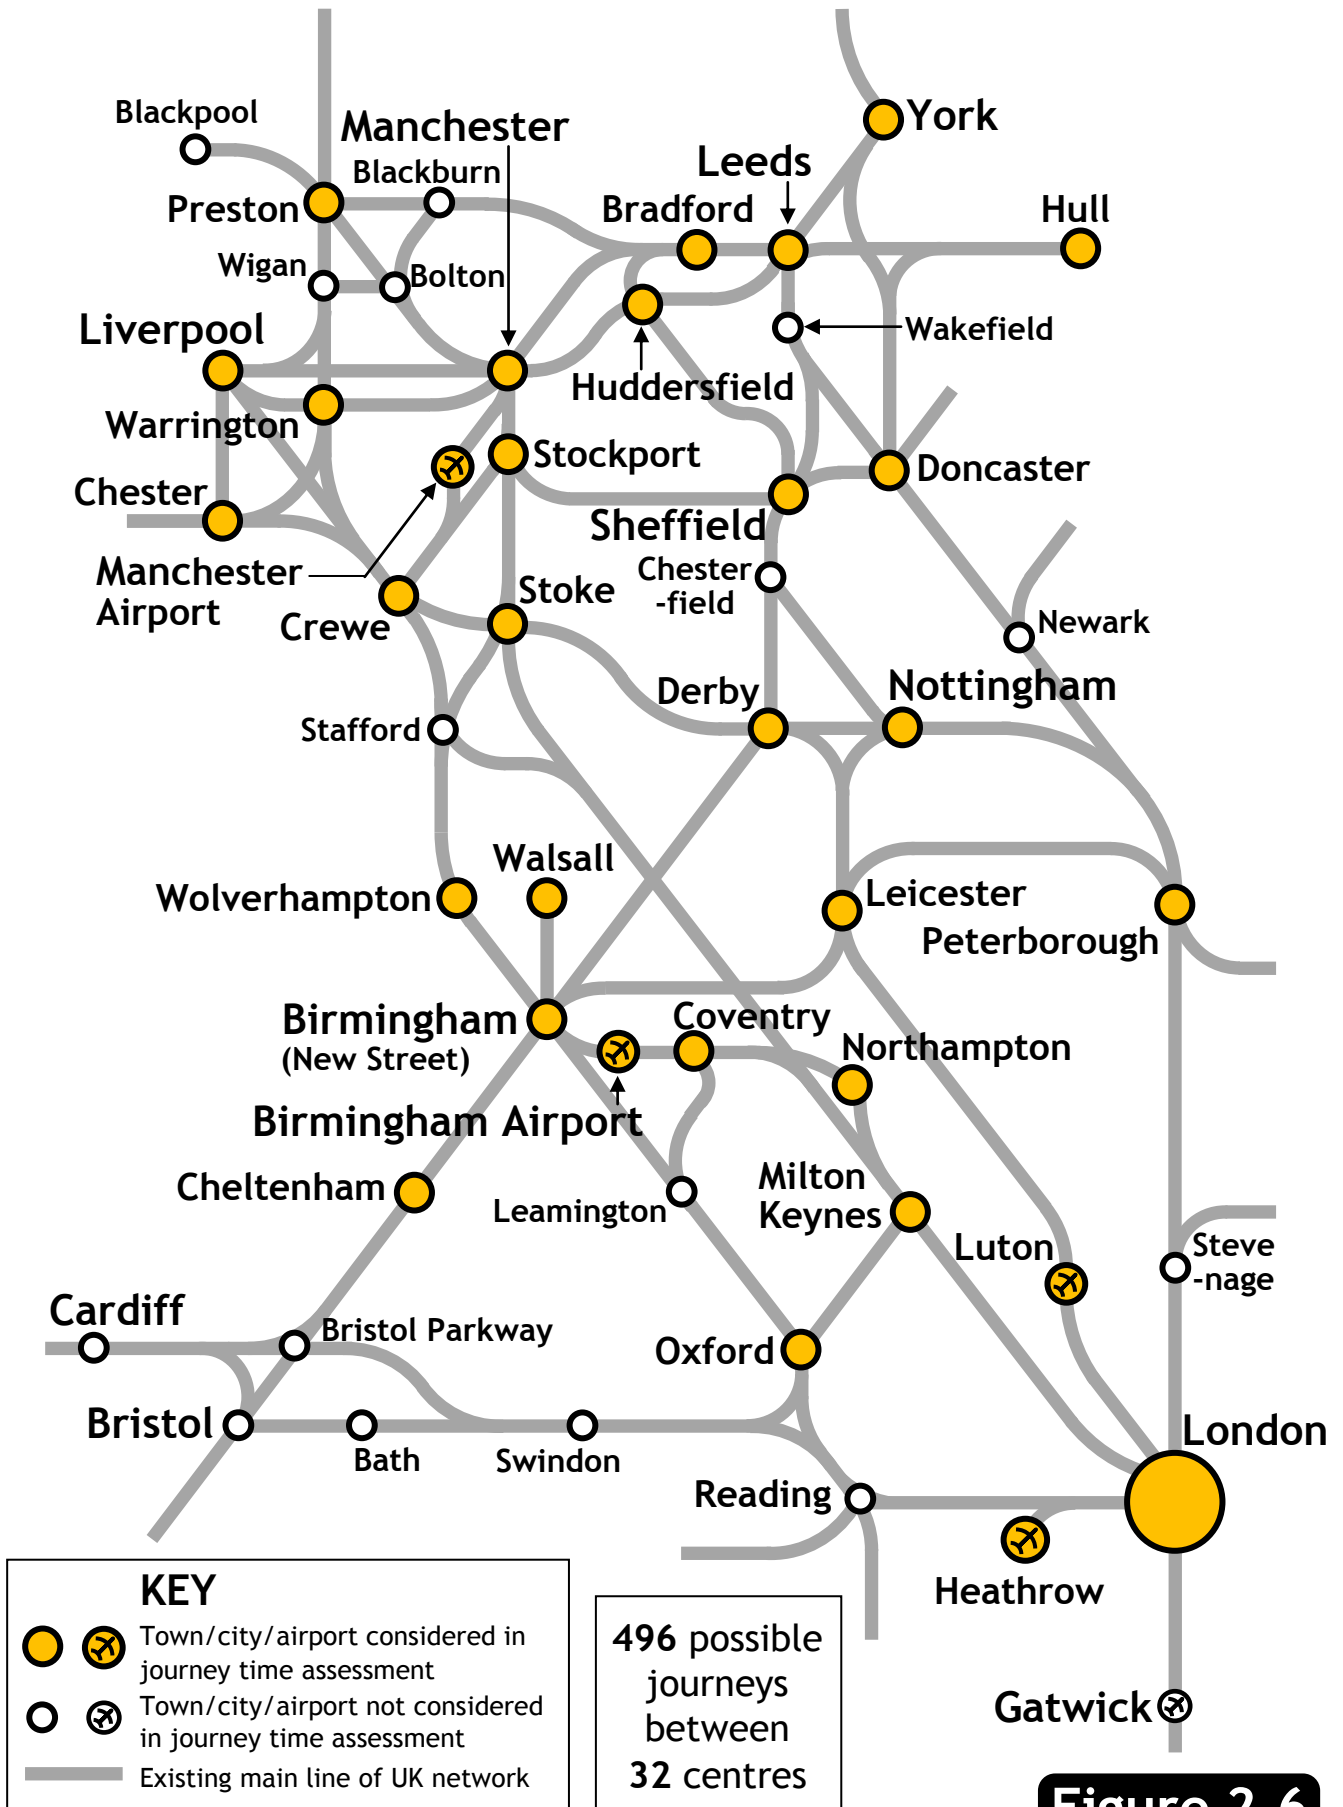 Blackpool
Manchester
Blackburn
York
Leeds
Preston
Bradford
Hull
Wigan
Bolton
Liverpool
Wakefield
Huddersfield
Warrington
Stockport
Doncaster
Chester
Sheffield
Manchester
Airport
Chester
-field
Stoke
Crewe
Newark
Derby
Nottingham
Stafford
Walsall
Wolverhampton
Leicester
Peterborough
Birmingham
(New Street)
Coventry
Northampton
Birmingham Airport
Cheltenham
Leamington
Milton
Keynes
Luton
Steve
-nage
Cardiff
Bristol Parkway
Oxford
Bristol
Bath
Swindon
London
Reading
Heathrow
Gatwick
KEY
Town/city/airport considered in
journey time assessment
Town/city/airport not considered
in journey time assessment
Existing main line of UK network
496 possible
journeys
between
32 centres
Figure 2.6